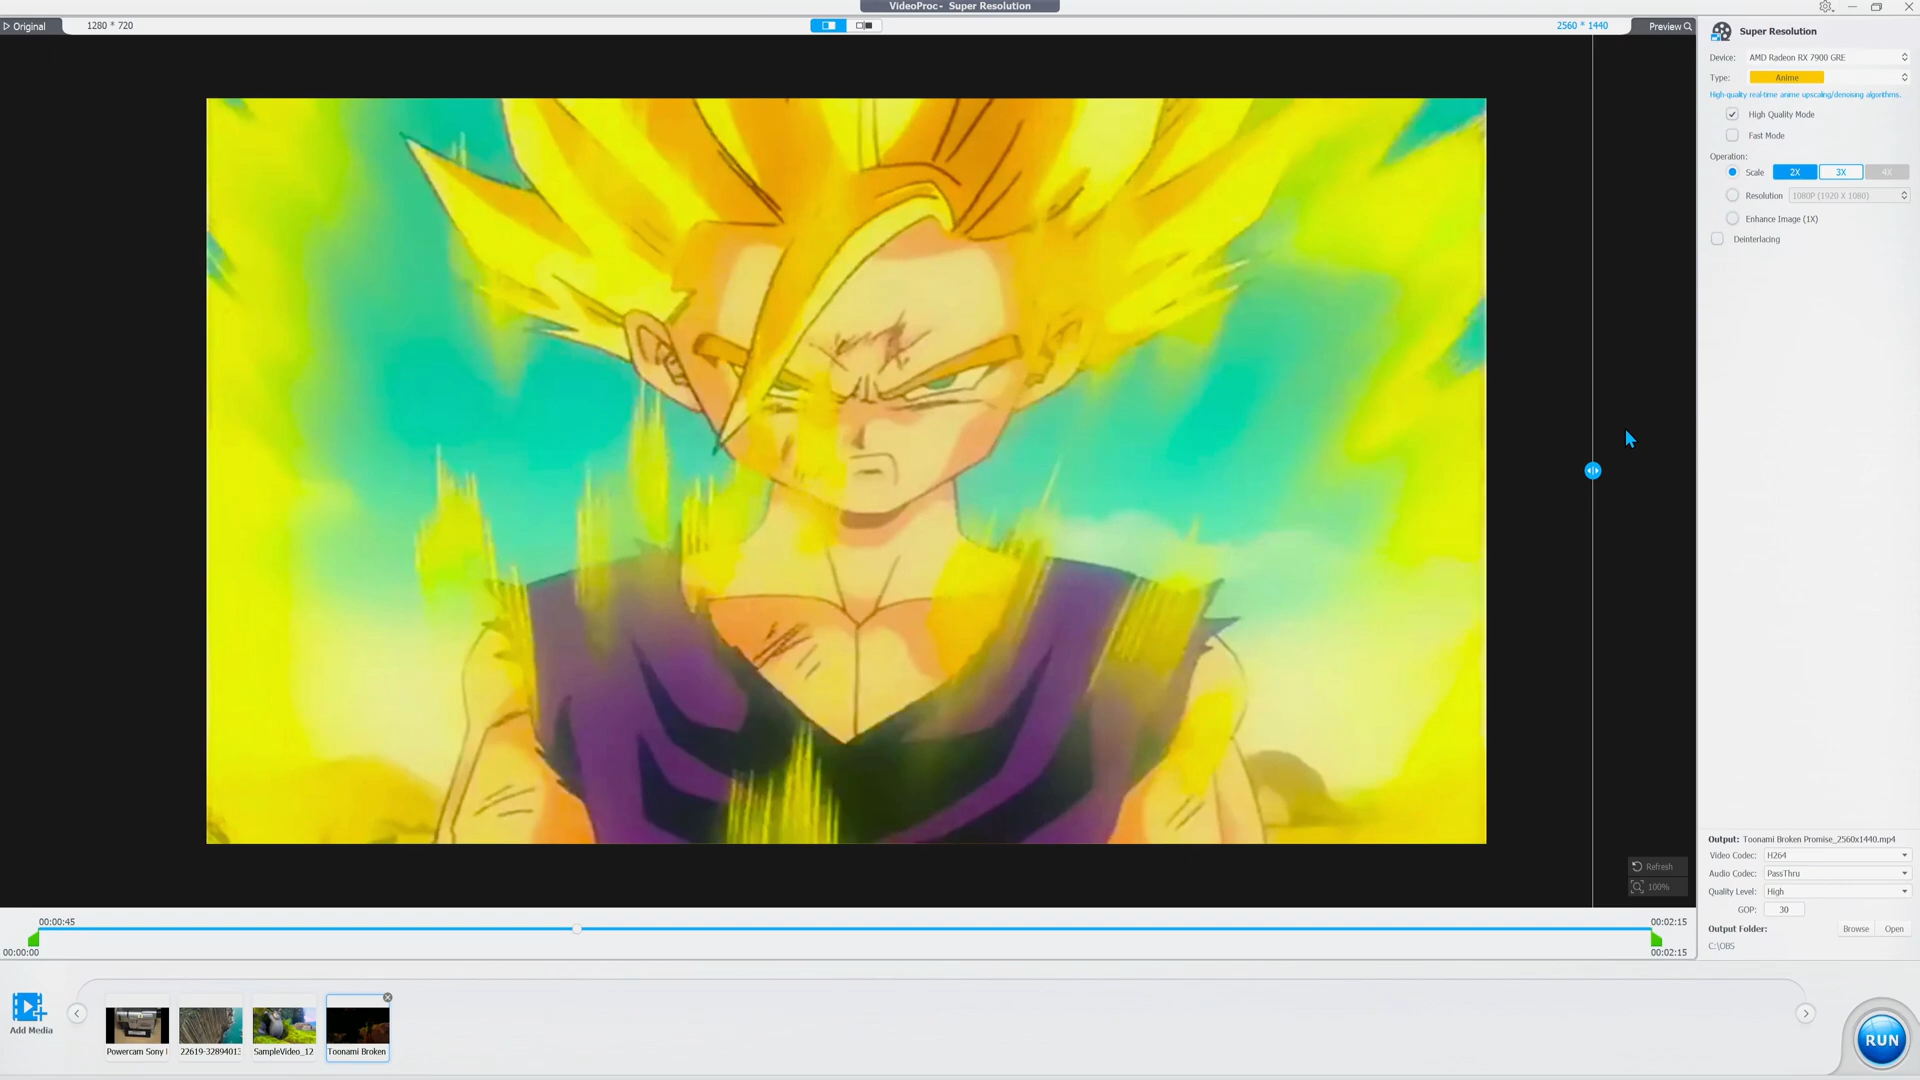 VideoProc - Super Resolution
Original
1280 * 720
2560 * 1440
Preview
Super Resolution
Device:
AMD Radeon RX 7900 GRE
Type:
Anime
High-quality real-time anime upscaling/denoising algorithms.
High Quality Mode
Fast Mode
Operation:
Scale
2X
3X
4X
Resolution
1080P (1920 X 1080)
Enhance Image (1X)
Deinterlacing
Refresh
100%
Output: Toonami Broken Promise_2560x1440.mp4
Video Codec: H264
Audio Codec: PassThru
Quality Level: High
GOP: 30
Output Folder:
Browse
Open
C:\OBS
00:00:45
00:02:15
00:00:00
00:02:15
Add Media
Powercam Sony
22619-32894013
SampleVideo_12
Toonami Broken
RUN